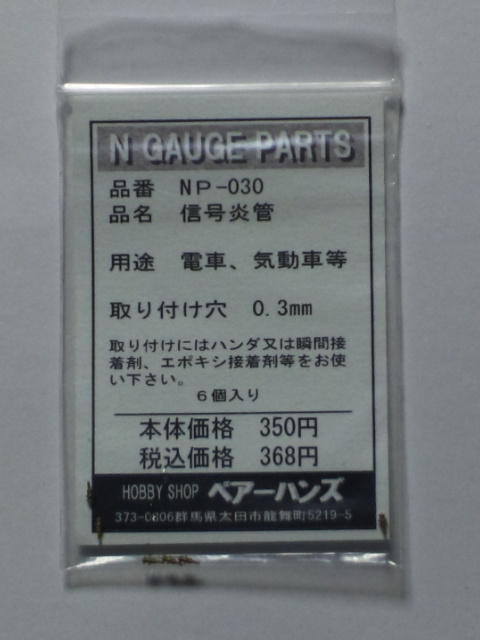 N GAUGE PARTS
品番 NP-030
品名 信号炎管
用途 電車、気動車等
取り付け穴 0.3mm
取り付けにはハンダ又は瞬間接
着剤、エポキシ接着剤等をお使
い下さい。
6個入り
本体価格 350円
税込価格 368円
HOBBY SHOP ペアーハンズ
373-0806群馬県太田市龍舞町5219-5